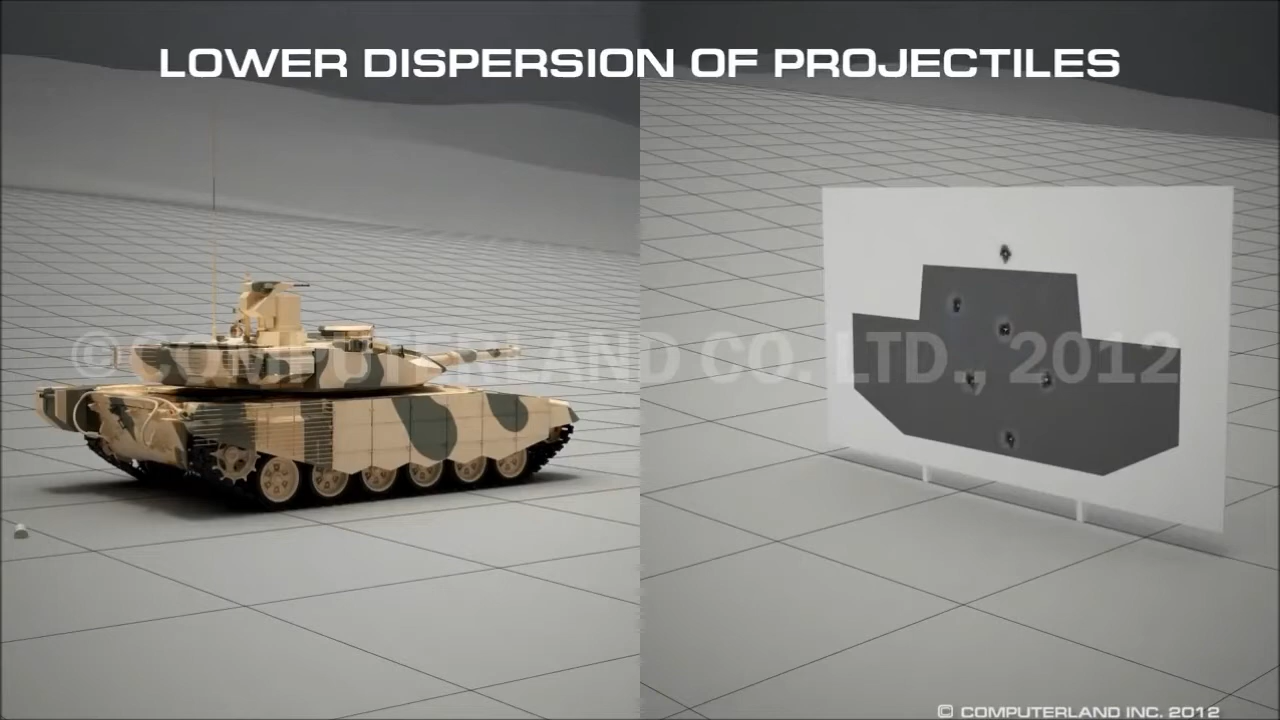 LOWER DISPERSION OF PROJECTILES
©COMPUTERLAND CO. LTD., 2012
© COMPUTERLAND INC. 2012